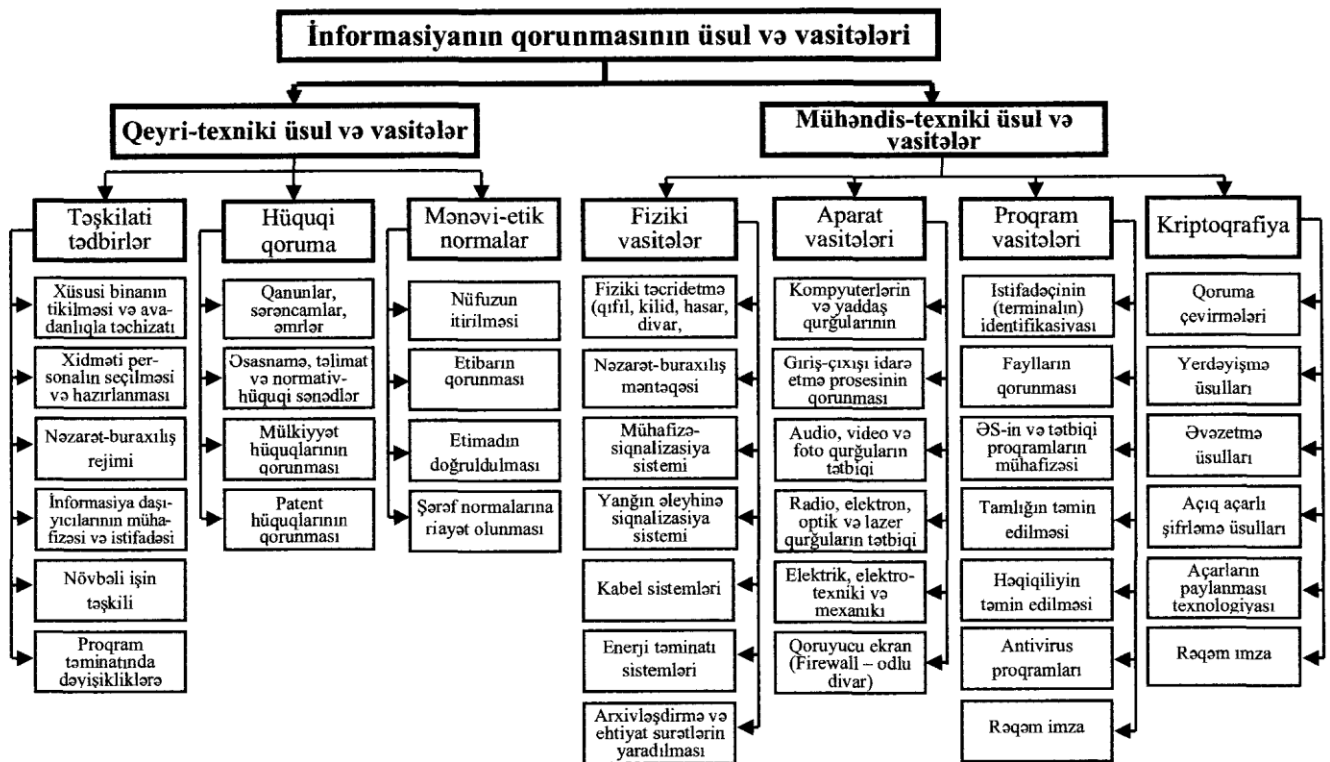 İnformasiyanın qorunmasının üsul və vasitələri
Qeyri-texniki üsul və vasitələr
Mühəndis-texniki üsul və
vasitələr
Təşkilati
tədbirlər
Xüsusi binanın
tikilməsi və ava-
danlıqla təchizatı
Xidməti per-
sonalın seçilməsi
və hazırlanması
Nəzarət-buraxılış
rejimi
İnformasiya daşı-
yıcılarının müha-
fizəsi və istifadəsi
Növbəli işin
təşkili
Proqram
təminatında
dəyişikliklərə
Hüquqi
qoruma
Qanunlar,
sərəncamlar,
əmrlər
Əsasnamə, təlimat
və normativ-
hüquqi sənədlər
Mülkiyyət
hüquqlarının
qorunması
Patent
hüquqlarının
qorunması
Mənəvi-etik
normalar
Nüfuzun
itirilməsi
Etibarın
qorunması
Etimadın
doğruldulması
Şərəf normalarına
riayət olunması
Fiziki
vasitələr
Fiziki təcridetmə
(qıfıl, kilid, hasar,
divar,
Nəzarət-buraxılış
məntəqəsi
Mühafizə-
siqnalizasiya
sistemi
Yanğın əleyhinə
siqnalizasiya
sistemi
Kabel sistemləri
Enerji təminatı
sistemləri
Arxivləşdirmə və
ehtiyat surətlərin
yaradılması
Aparat
vasitələri
Kompyuterlərin
və yaddaş
qurğularının
Giriş-çıxışı idarə
etmə prosesinin
qorunması
Audio, video və
foto qurğuların
tətbiqi
Radio, elektron,
optik və lazer
qurğuların tətbiqi
Elektrik, elektro-
texniki və
mexaniki
Qoruyucu ekran
(Firewall – odlu
divar)
Proqram
vasitələri
Istifadəçinin
(terminalın)
identifikasiyası
Faylların
qorunması
ƏS-in və tətbiqi
proqramların
mühafizəsi
Tamlığın təmin
edilməsi
Həqiqiliyin
təmin edilməsi
Antivirus
proqramları
Rəqəm imza
Kriptoqrafiya
Qoruma
çevirmələri
Yerdəyişmə
üsulları
Əvəzetmə
üsulları
Açıq açarlı
şifrləmə üsulları
Açarların
paylanması
texnologiyası
Rəqəm imza